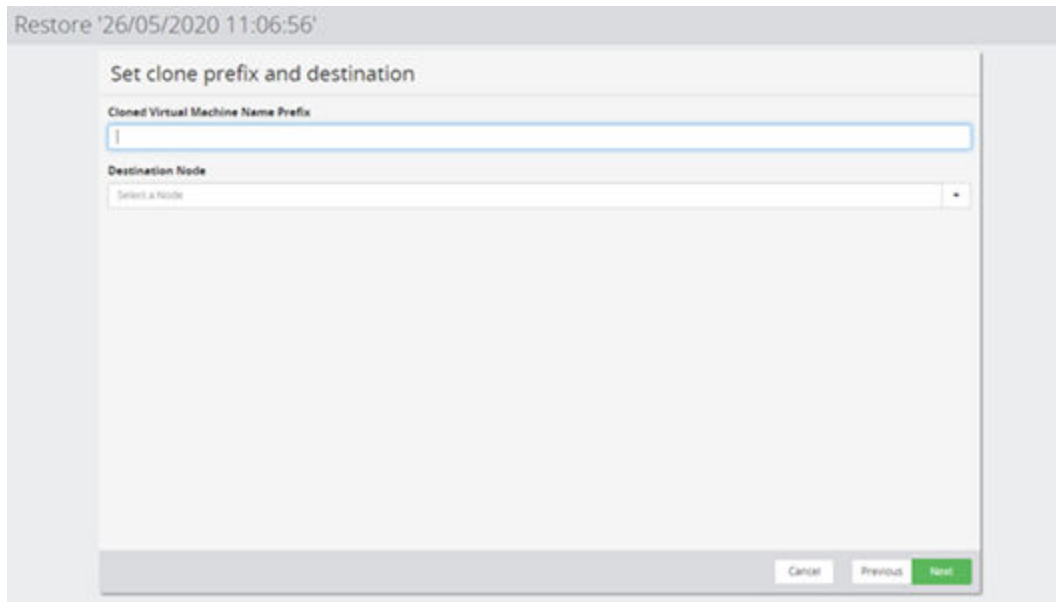 Restore '26/05/2020 11:06:56'
Set clone prefix and destination
Cloned Virtual Machine Name Prefix
Destination Node
Select a Node
Cancel
Previous
Next